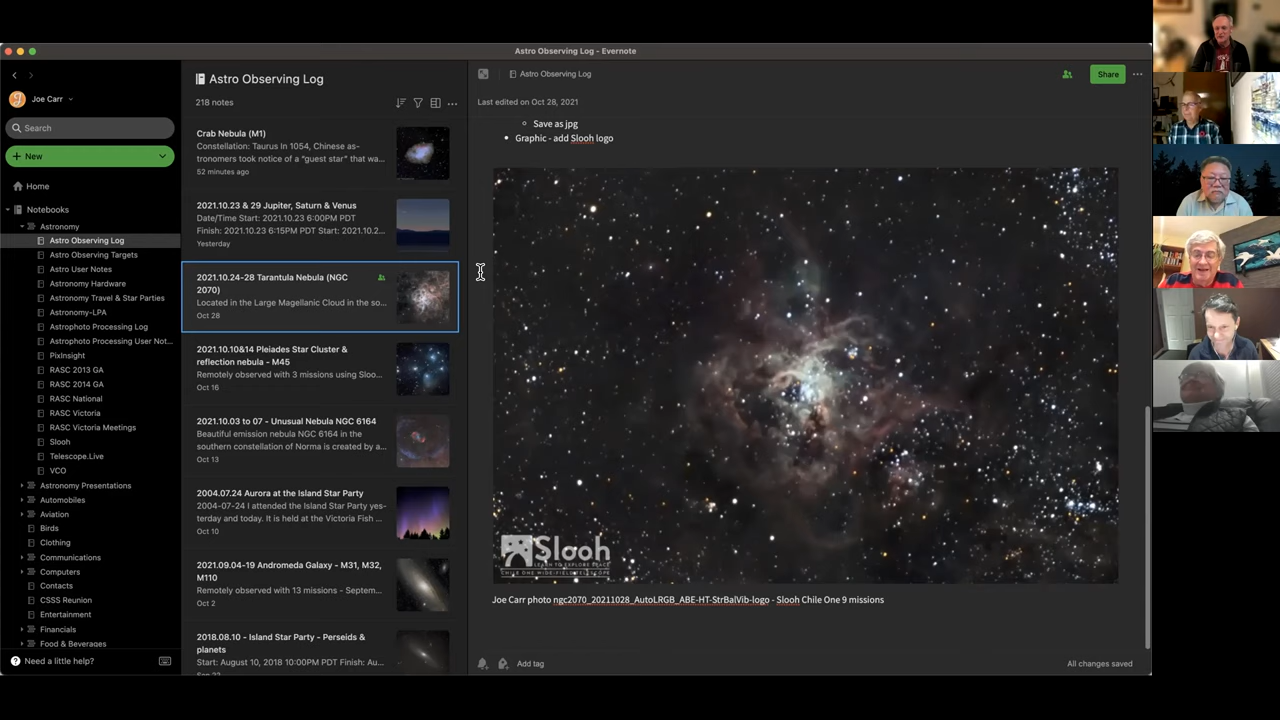 Astro Observing Log - Evernote
Joe Carr
Search
New
Home
Notebooks
Astronomy
Astro Observing Log
Astro Observing Targets
Astro User Notes
Astronomy Hardware
Astronomy Travel & Star Parties
Astronomy-LPA
Astrophoto Processing Log
Astrophoto Processing User Not...
PixInsight
RASC 2013 GA
RASC 2014 GA
RASC National
RASC Victoria
RASC Victoria Meetings
Slooh
Telescope.Live
VCO
Astronomy Presentations
Automobiles
Aviation
Birds
Clothing
Communications
Computers
Contacts
CSSS Reunion
Entertainment
Financials
Food & Beverages
Need a little help?
Astro Observing Log
218 notes
Crab Nebula (M1)
Constellation: Taurus In 1054, Chinese as-
tronomers took notice of a "guest star" that wa...
52 minutes ago
2021.10.23 & 29 Jupiter, Saturn & Venus
Date/Time Start: 2021.10.23 6:00PM PDT
Finish: 2021.10.23 6:15PM PDT Start: 2021.10.2...
Yesterday
2021.10.24-28 Tarantula Nebula (NGC
2070)
Located in the Large Magellanic Cloud in the so...
Oct 28
2021.10.10&14 Pleiades Star Cluster &
reflection nebula - M45
Remotely observed with 3 missions using Sloo...
Oct 16
2021.10.03 to 07 - Unusual Nebula NGC 6164
Beautiful emission nebula NGC 6164 in the
southern constellation of Norma is created by a...
Oct 13
2004.07.24 Aurora at the Island Star Party
2004-07-24 I attended the Island Star Party yes-
terday and today. It is held at the Victoria Fish ...
Oct 10
2021.09.04-19 Andromeda Galaxy - M31, M32,
M110
Remotely observed with 13 missions - Septem...
Oct 2
2018.08.10 - Island Star Party - Perseids &
planets
Start: August 10, 2018 10:00PM PDT Finish: Au...
Astro Observing Log
Share
Last edited on Oct 28, 2021
Save as jpg
Graphic - add Slooh logo
Slooh
LEARN TO EXPLORE SPACE
CHILE ONE WIDE-FIELD TELESCOPE
Joe Carr photo ngc2070_20211028_AutoLRGB_ABE-HT-StrBalVib-logo - Slooh Chile One 9 missions
Add tag
All changes saved